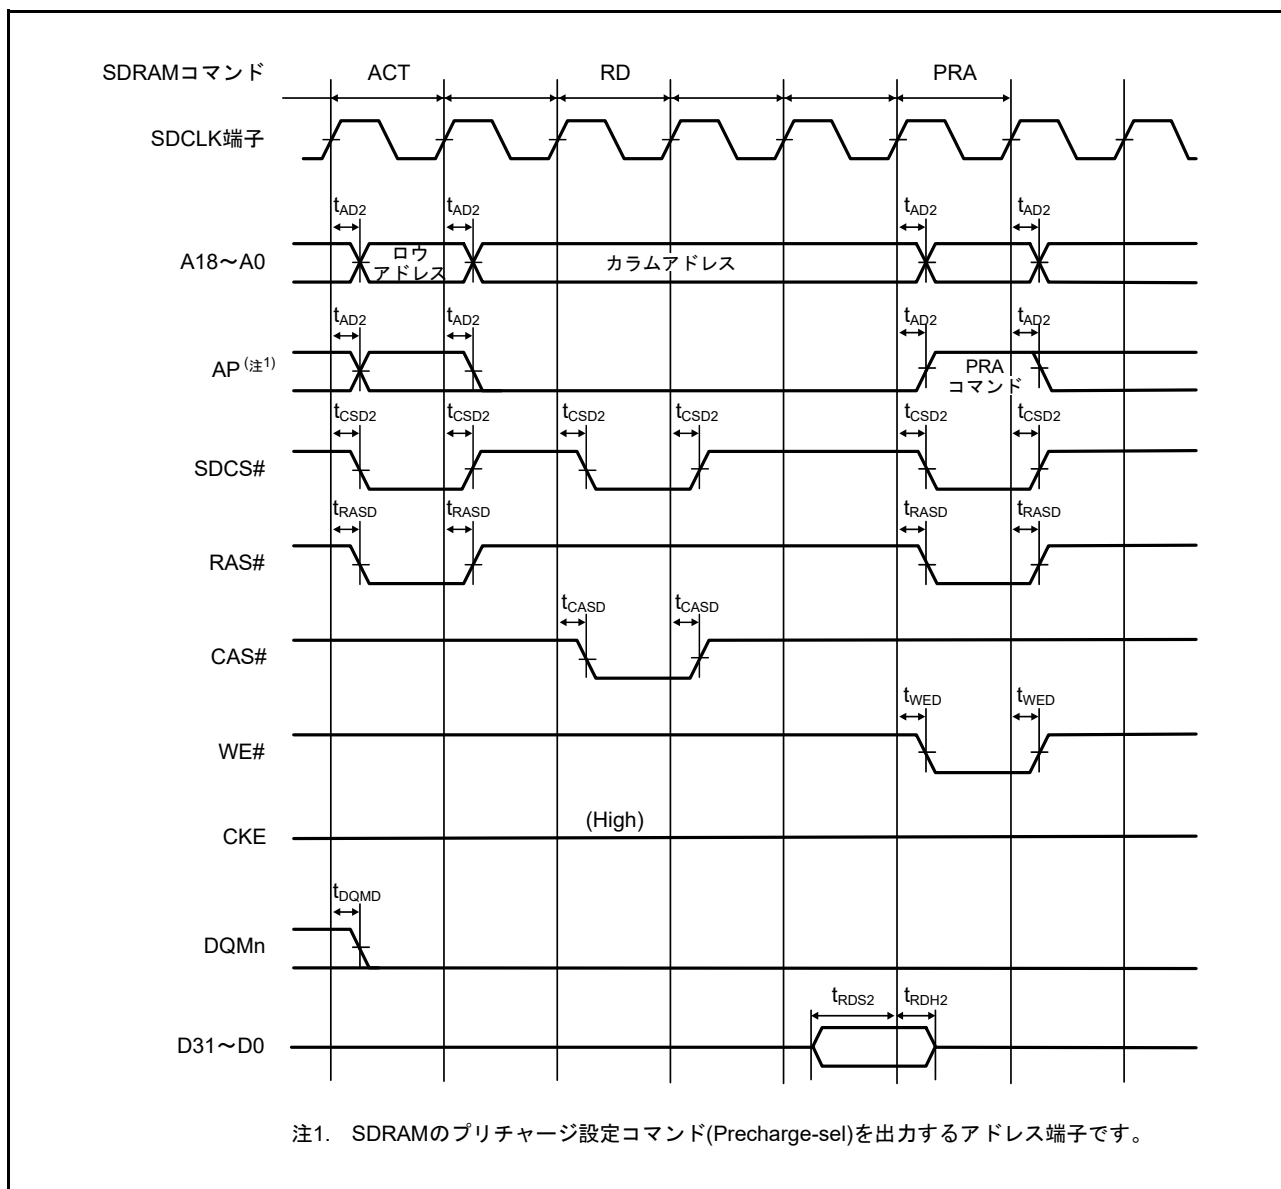 SDRAMコマンド ACT RD PRA
SDCLK端子
tAD2 tAD2 tAD2 tAD2
A18～A0 ロウ アドレス カラムアドレス
tAD2 tAD2 tAD2 tAD2
AP(注1) PRA コマンド
tCSD2 tCSD2 tCSD2 tCSD2 tCSD2 tCSD2
SDCS#
tRASD tRASD tRASD tRASD
RAS#
tCASD tCASD
CAS#
tWED tWED
WE#
(High)
CKE
tDQMD
DQMn
tRDS2 tRDH2
D31～D0
注1. SDRAMのプリチャージ設定コマンド(Precharge-sel)を出力するアドレス端子です。